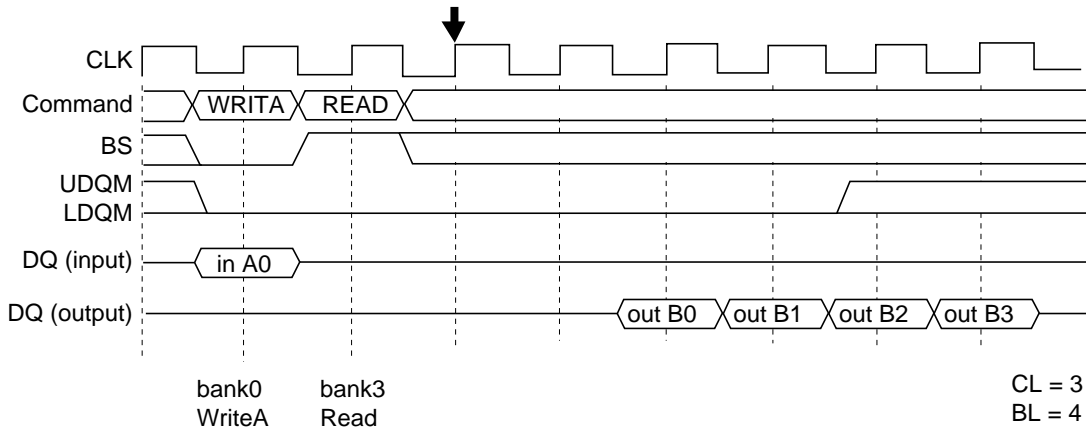 CLK
Command WRITA READ
BS
UDQM
LDQM
DQ (input) in A0
DQ (output) out B0 out B1 out B2 out B3
bank0 bank3 CL = 3
WriteA Read BL = 4